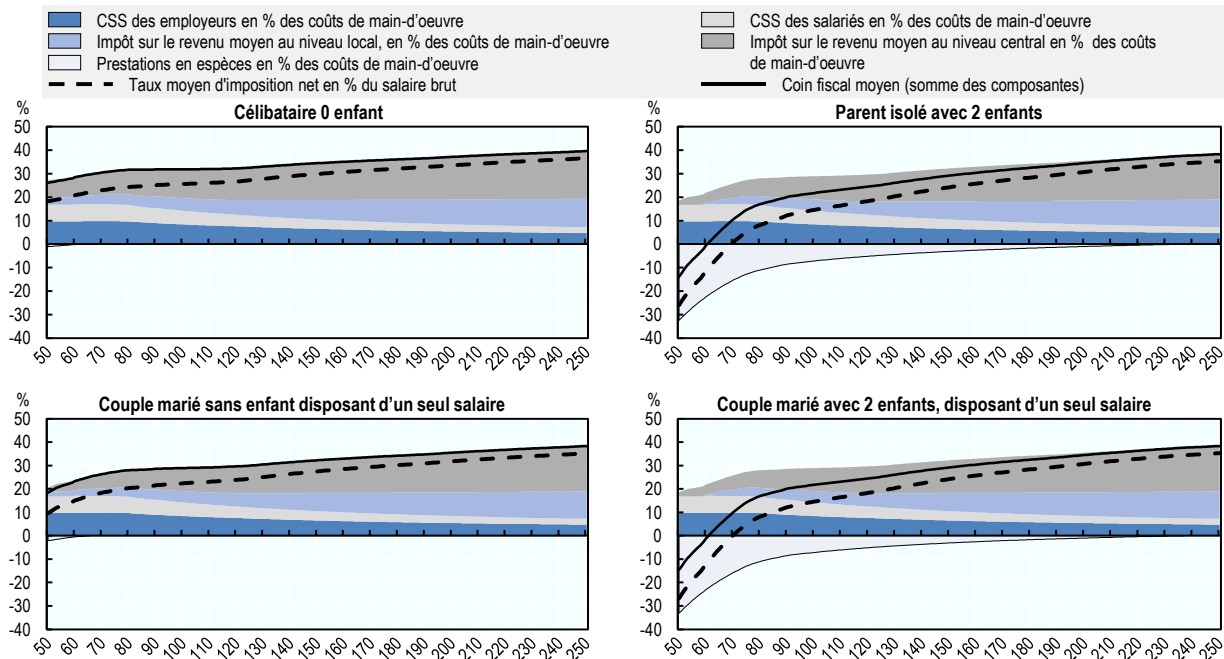 CSS des employeurs en % des coûts de main-d'oeuvre
CSS des salariés en % des coûts de main-d'oeuvre
Impôt sur le revenu moyen au niveau local, en % des coûts de main-d'oeuvre
Impôt sur le revenu moyen au niveau central en % des coûts
de main-d'oeuvre
Prestations en espèces en % des coûts de main-d'oeuvre
Taux moyen d'imposition net en % du salaire brut
Coin fiscal moyen (somme des composantes)
%
Célibataire 0 enfant
50
40
30
20
10
0
-10
-20
-30
-40
50 60 70 80 90 100 110 120 130 140 150 160 170 180 190 200 210 220 230 240 250
%
Parent isolé avec 2 enfants
50
40
30
20
10
0
-10
-20
-30
-40
50 60 70 80 90 100 110 120 130 140 150 160 170 180 190 200 210 220 230 240 250
%
Couple marié sans enfant disposant d’un seul salaire
50
40
30
20
10
0
-10
-20
-30
-40
50 60 70 80 90 100 110 120 130 140 150 160 170 180 190 200 210 220 230 240 250
%
Couple marié avec 2 enfants, disposant d’un seul salaire
50
40
30
20
10
0
-10
-20
-30
-40
50 60 70 80 90 100 110 120 130 140 150 160 170 180 190 200 210 220 230 240 250